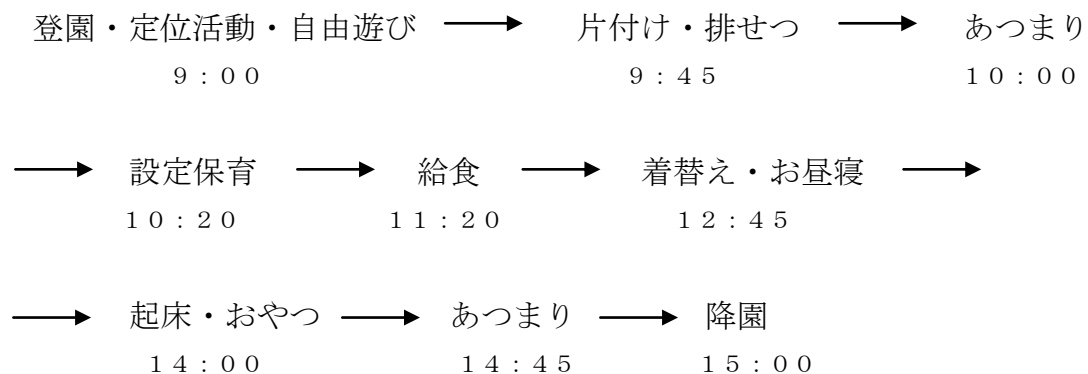 登園・定位活動・自由遊び → 片付け・排せつ → あつまり
９：００ ９：４５ １０：００
→ 設定保育 → 給食 → 着替え・お昼寝 →
１０：２０ １１：２０ １２：４５
→ 起床・おやつ → あつまり → 降園
１４：００ １４：４５ １５：００